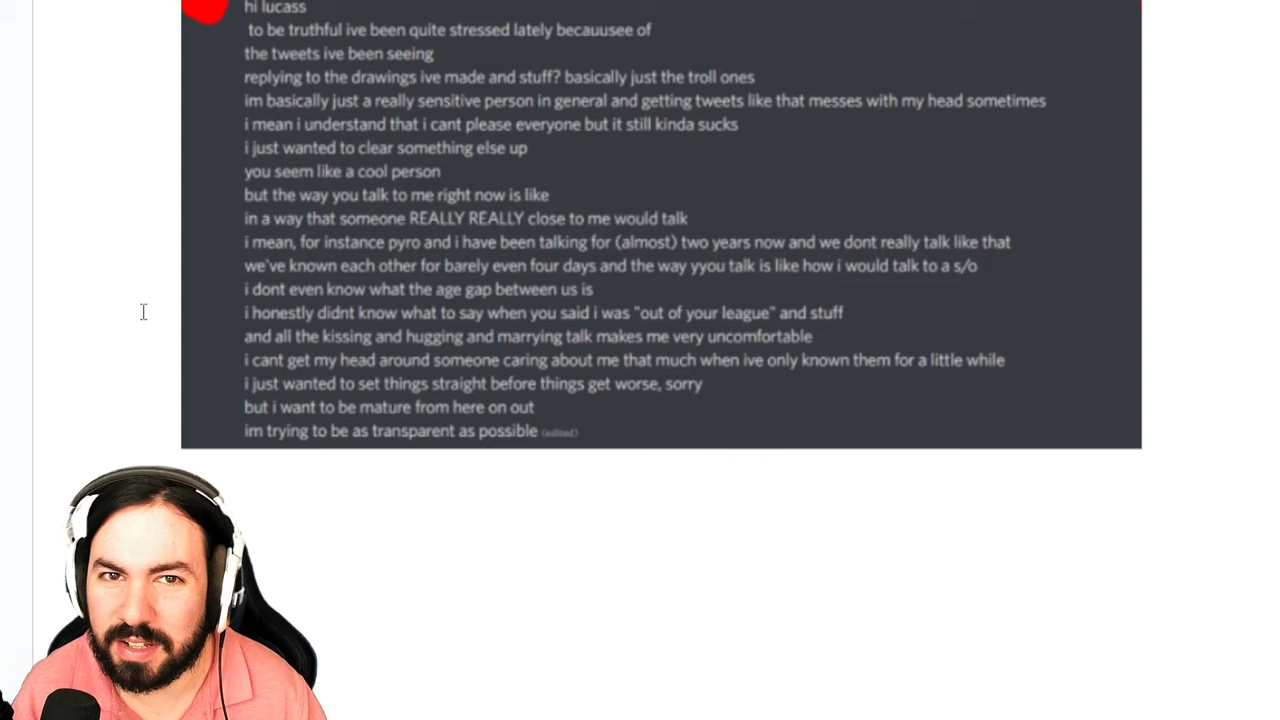 hi lucass
to be truthful ive been quite stressed lately becauusee of
the tweets ive been seeing
replying to the drawings ive made and stuff? basically just the troll ones
im basically just a really sensitive person in general and getting tweets like that messes with my head sometimes
i mean i understand that i cant please everyone but it still kinda sucks
i just wanted to clear something else up
you seem like a cool person
but the way you talk to me right now is like
in a way that someone REALLY REALLY close to me would talk
i mean, for instance pyro and i have been talking for (almost) two years now and we dont really talk like that
we've known each other for barely even four days and the way yyou talk is like how i would talk to a s/o
i dont even know what the age gap between us is
i honestly didnt know what to say when you said i was "out of your league" and stuff
and all the kissing and hugging and marrying talk makes me very uncomfortable
i cant get my head around someone caring about me that much when ive only known them for a little while
i just wanted to set things straight before things get worse, sorry
but i want to be mature from here on out
im trying to be as transparent as possible (edited)